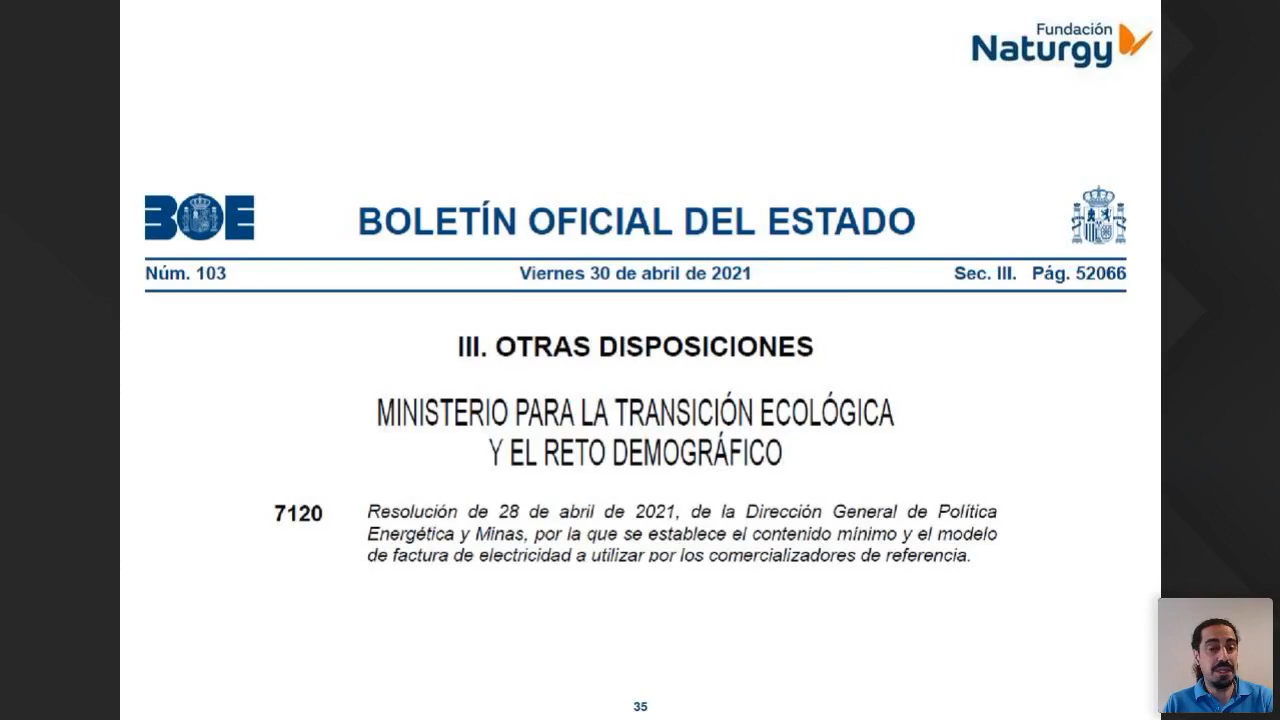 Fundación
Naturgy
BOE
BOLETÍN OFICIAL DEL ESTADO
Núm. 103 Viernes 30 de abril de 2021 Sec. III. Pág. 52066
III. OTRAS DISPOSICIONES
MINISTERIO PARA LA TRANSICIÓN ECOLÓGICA
Y EL RETO DEMOGRÁFICO
7120 Resolución de 28 de abril de 2021, de la Dirección General de Política
Energética y Minas, por la que se establece el contenido mínimo y el modelo
de factura de electricidad a utilizar por los comercializadores de referencia.
35